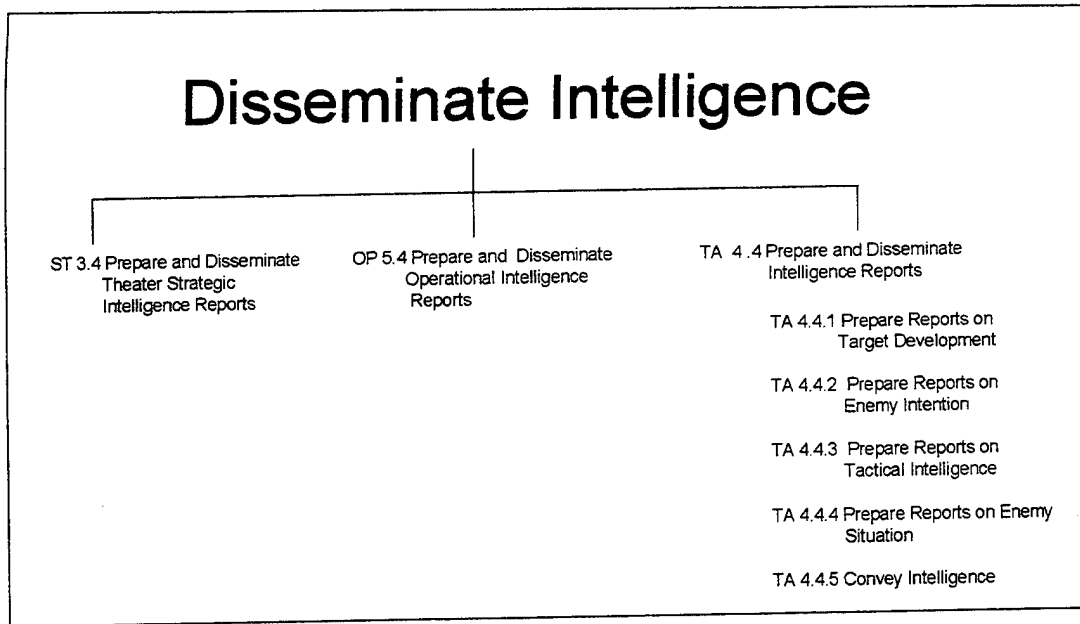 Disseminate Intelligence
ST 3.4 Prepare and Disseminate
Theater Strategic
Intelligence Reports
OP 5.4 Prepare and Disseminate
Operational Intelligence
Reports
TA 4.4 Prepare and Disseminate
Intelligence Reports
TA 4.4.1 Prepare Reports on
Target Development
TA 4.4.2 Prepare Reports on
Enemy Intention
TA 4.4.3 Prepare Reports on
Tactical Intelligence
TA 4.4.4 Prepare Reports on Enemy
Situation
TA 4.4.5 Convey Intelligence